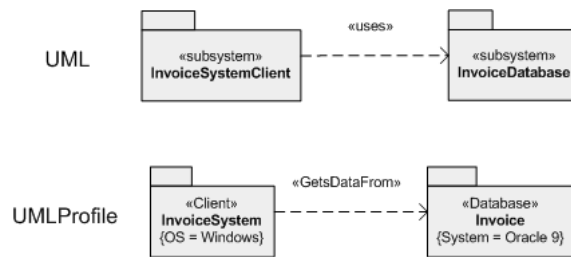 «uses»
UML
«subsystem»
InvoiceSystemClient
«subsystem»
InvoiceDatabase
«GetsDataFrom»
UMLProfile
«Client»
InvoiceSystem
{OS = Windows}
«Database»
Invoice
{System = Oracle 9}